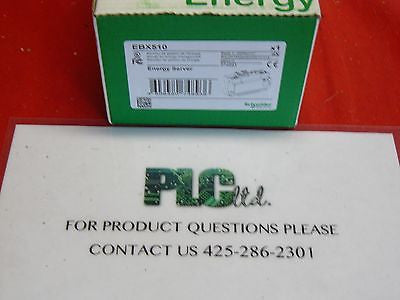 Energy
EBX510
x1
Energy Server
Schneider
PLC ltd.
FOR PRODUCT QUESTIONS PLEASE
CONTACT US 425-286-2301